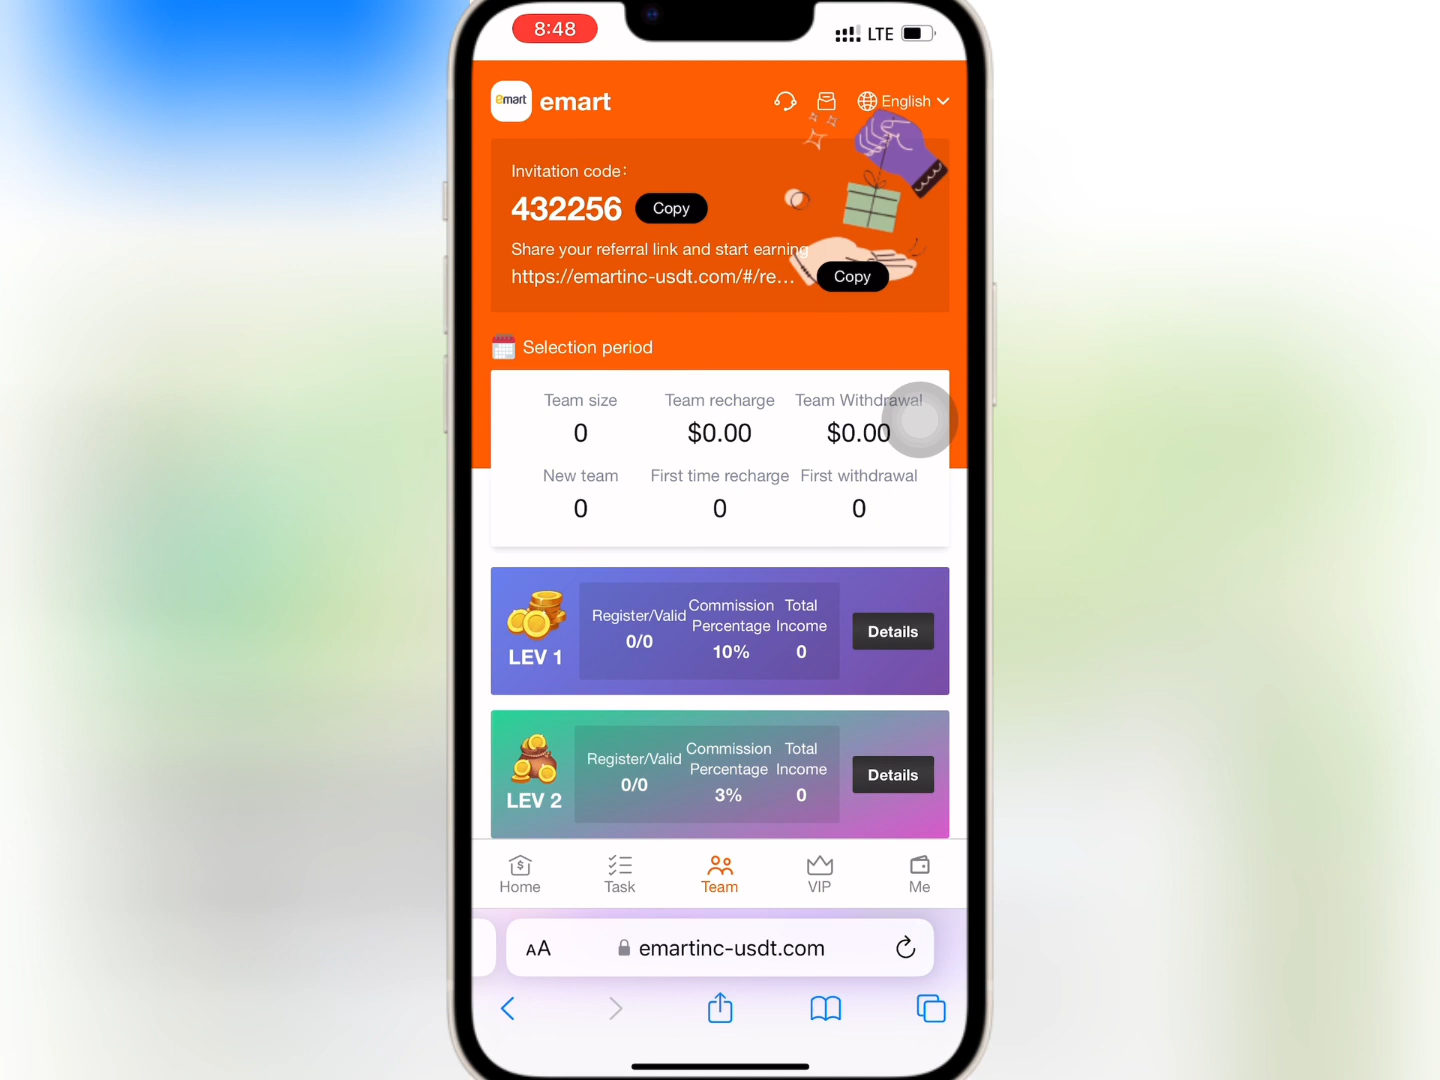 8:48
LTE
emart
emart
English
Invitation code:
432256
Copy
Share your referral link and start earning
https://emartinc-usdt.com/#/re...
Copy
Selection period
Team size
Team recharge
Team Withdrawal
0
$0.00
$0.00
New team
First time recharge
First withdrawal
0
0
0
LEV 1
Register/Valid
0/0
Commission
Percentage
10%
Total
Income
0
Details
LEV 2
Register/Valid
0/0
Commission
Percentage
3%
Total
Income
0
Details
Home
Task
Team
VIP
Me
AA
emartinc-usdt.com